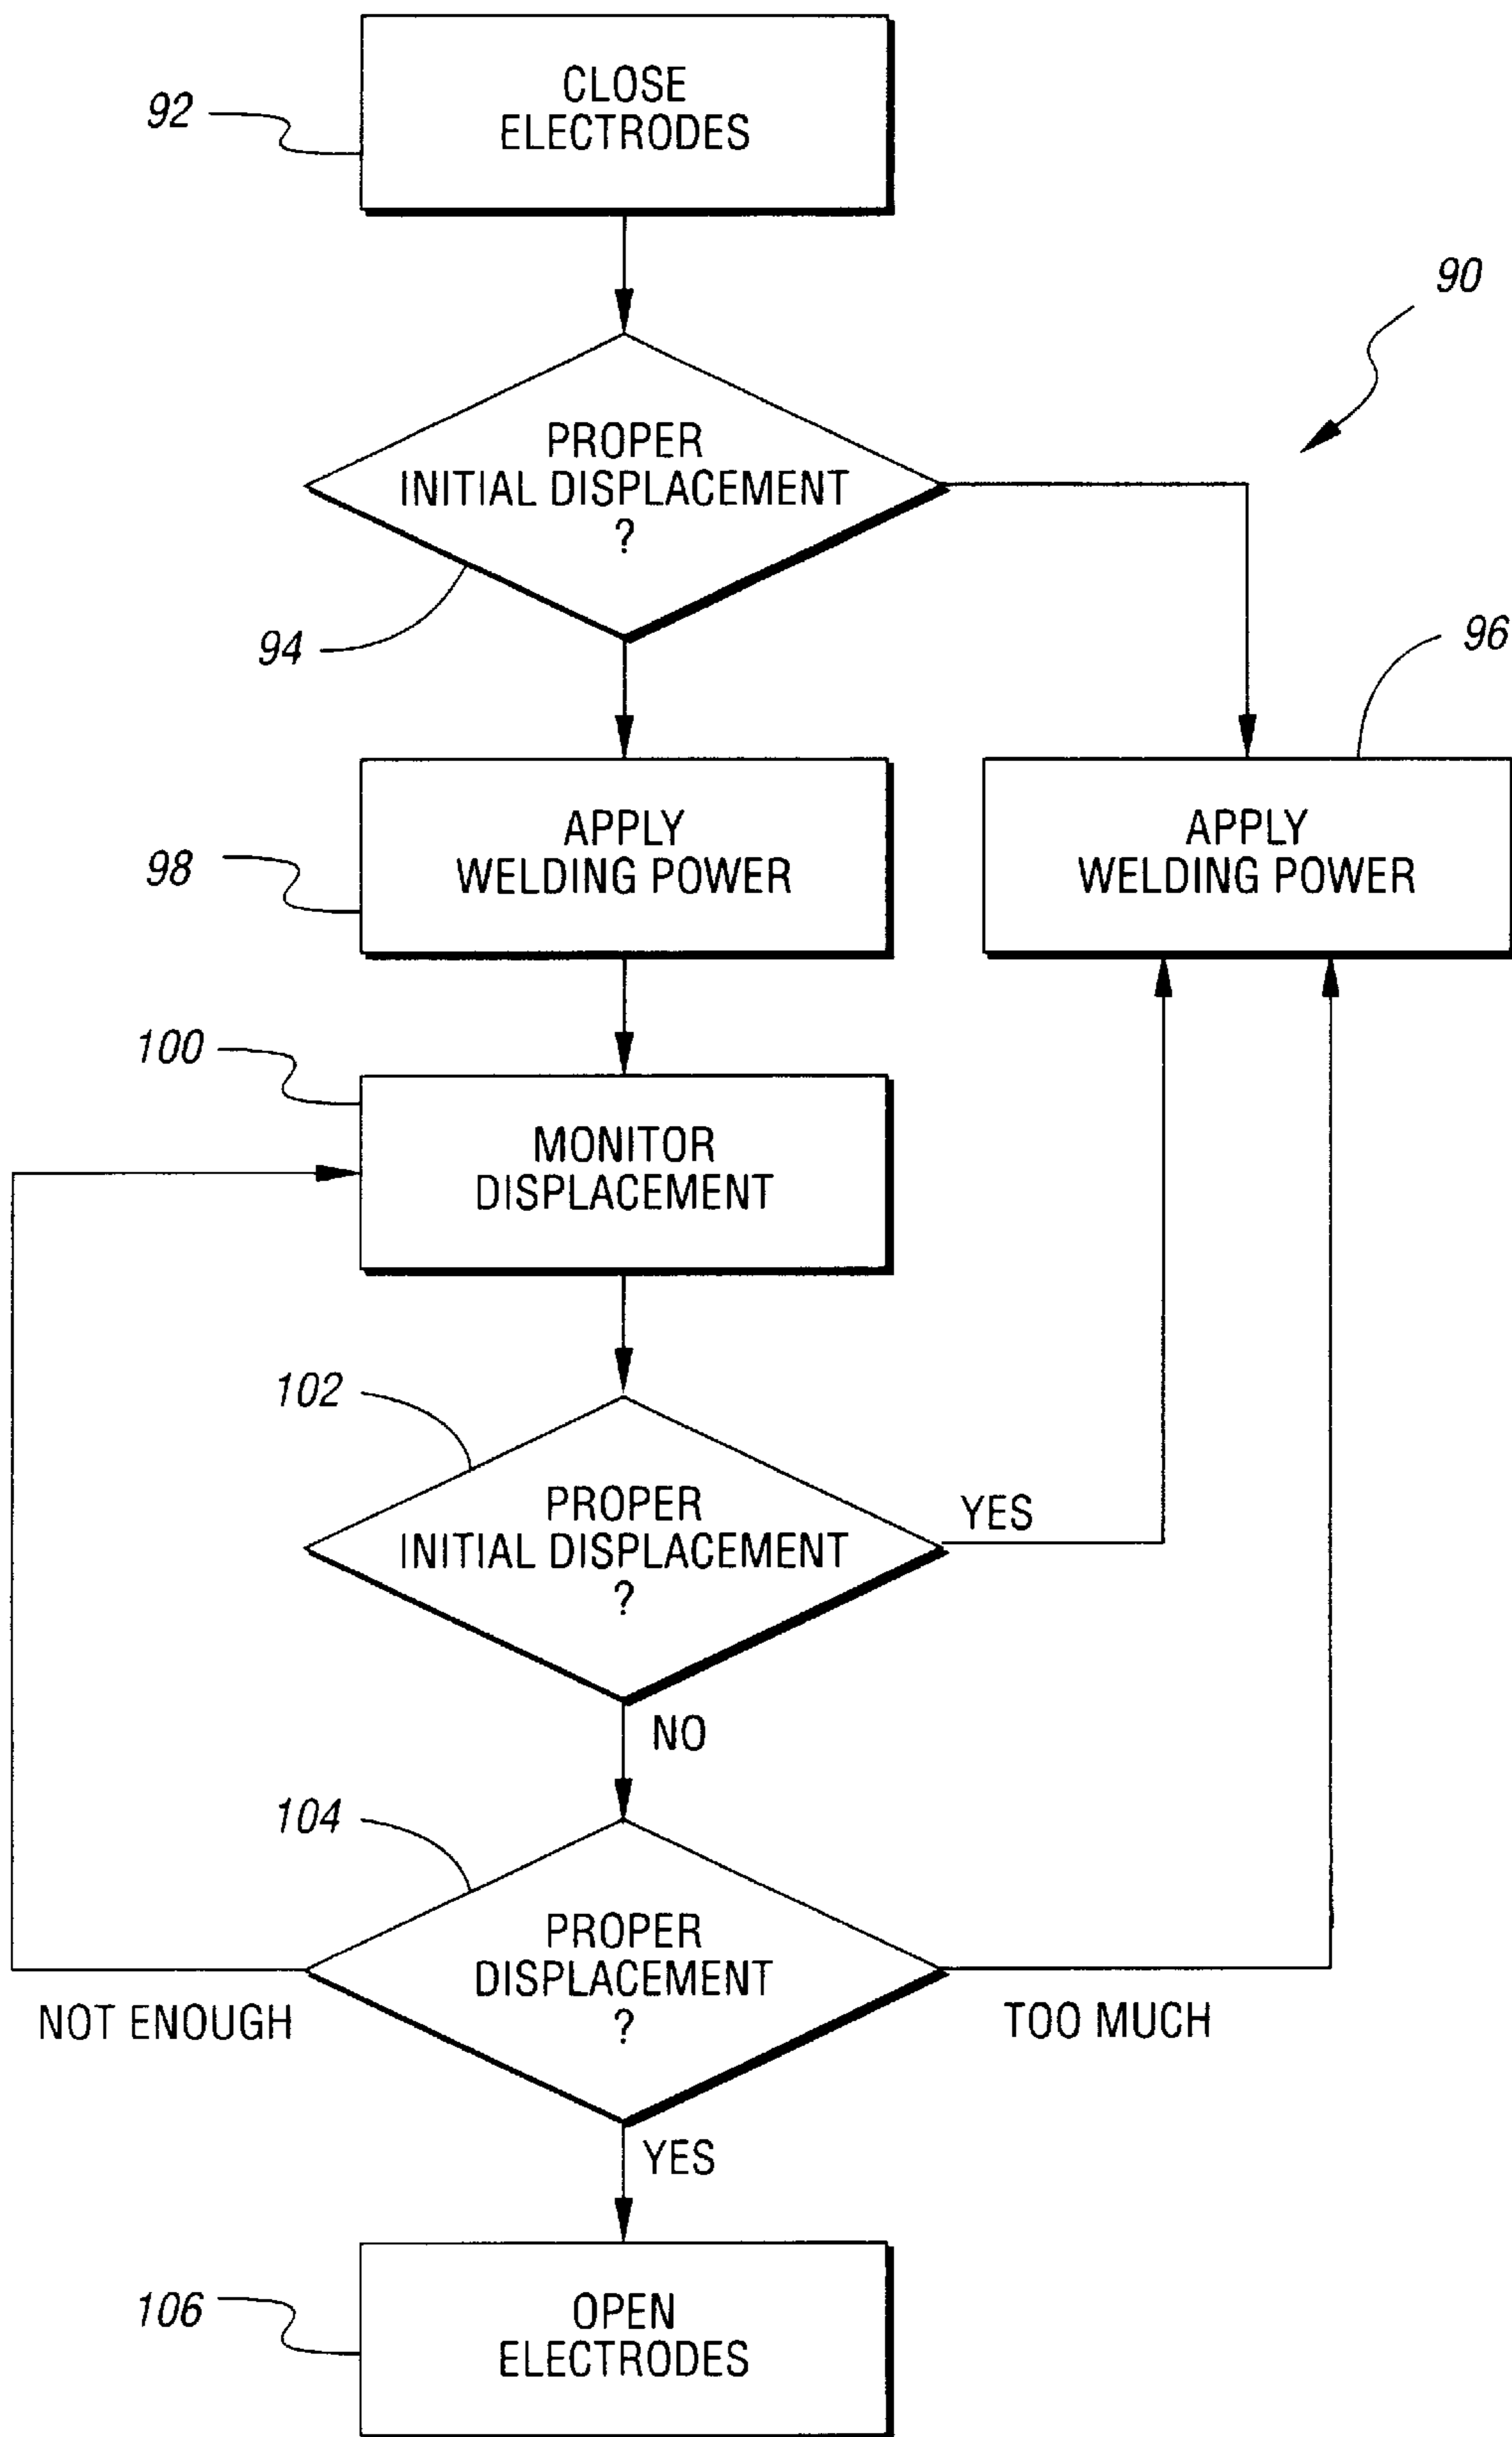 92
CLOSE
ELECTRODES
90
PROPER
INITIAL DISPLACEMENT
?
94
96
98
APPLY
WELDING POWER
APPLY
WELDING POWER
100
MONITOR
DISPLACEMENT
102
PROPER
INITIAL DISPLACEMENT
?
YES
NO
104
PROPER
DISPLACEMENT
?
NOT ENOUGH
TOO MUCH
YES
106
OPEN
ELECTRODES